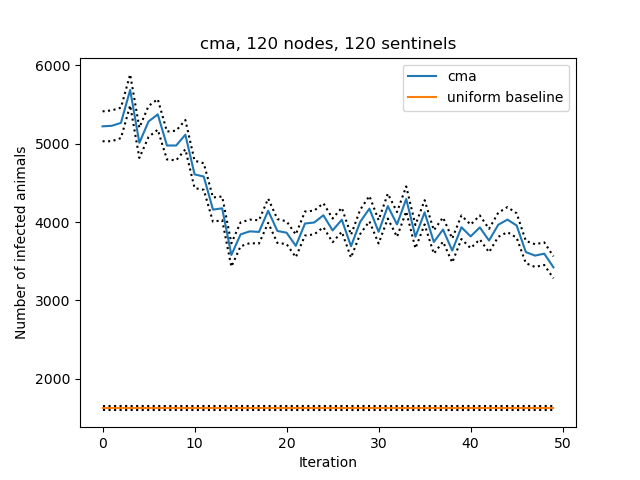 cma, 120 nodes, 120 sentinels
6000
5000
4000
3000
2000
Number of infected animals
cma
uniform baseline
0
10
20
30
40
50
Iteration